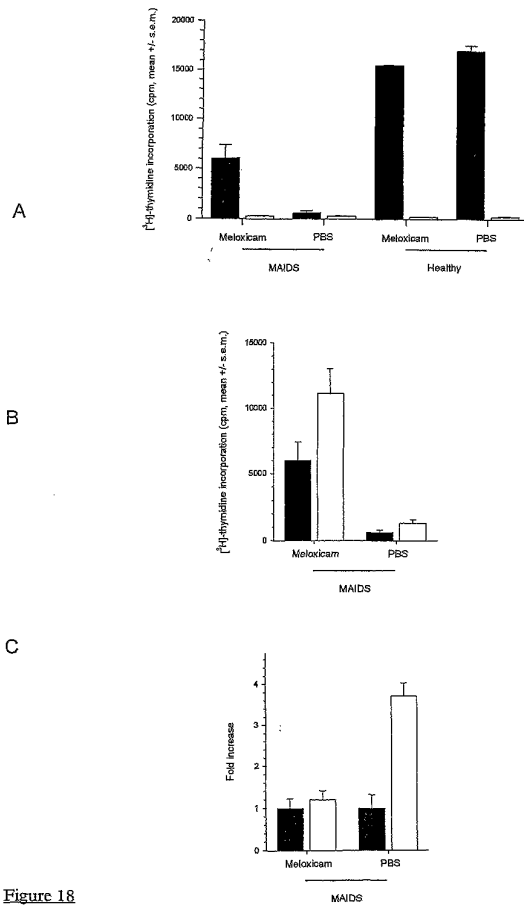 A
[³H]-thymidine incorporation (cpm, mean +/- s.e.m.)
20000
15000
10000
5000
0
Meloxicam PBS Meloxicam PBS
MAIDS Healthy
B
[³H]-thymidine incorporation (cpm, mean +/- s.e.m.)
15000
10000
5000
0
Meloxicam PBS
MAIDS
C
Fold increase
4
3
2
1
0
Meloxicam PBS
MAIDS
Figure 18